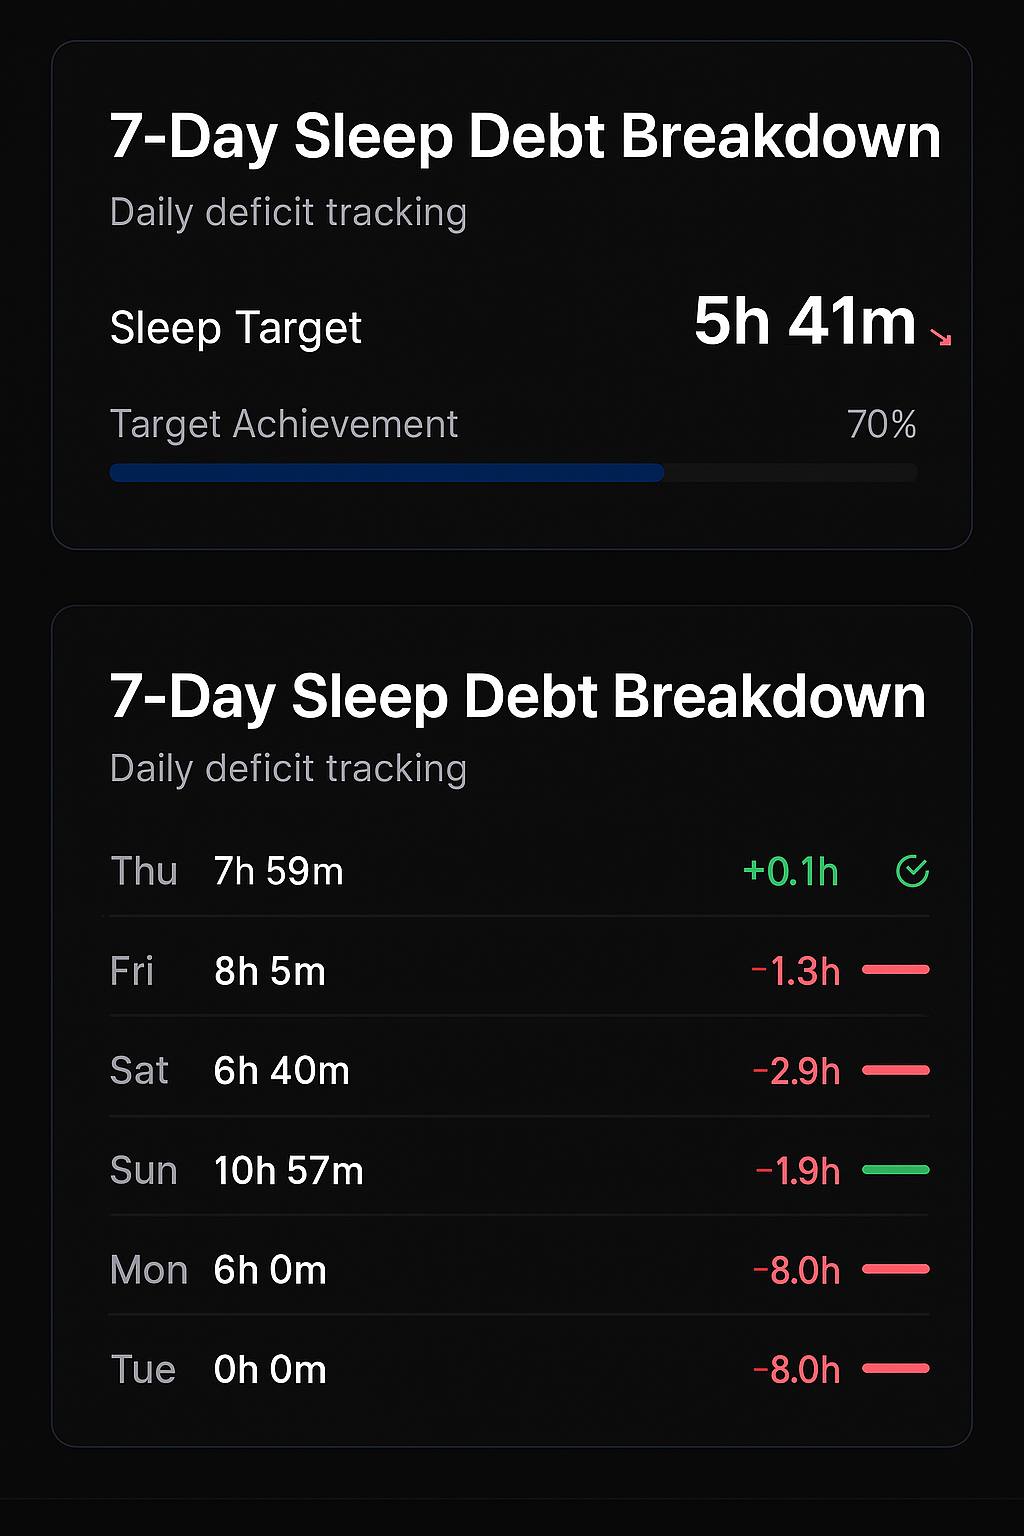 7-Day Sleep Debt Breakdown
Daily deficit tracking
Sleep Target 5h 41m
Target Achievement 70%
7-Day Sleep Debt Breakdown
Daily deficit tracking
Thu 7h 59m +0.1h
Fri 8h 5m −1.3h
Sat 6h 40m −2.9h
Sun 10h 57m −1.9h
Mon 6h 0m −8.0h
Tue 0h 0m −8.0h